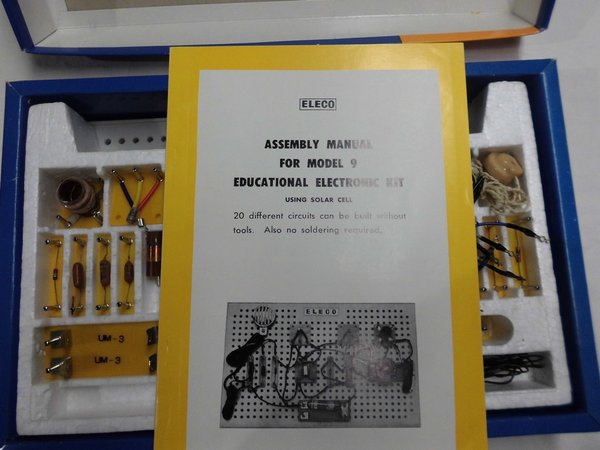 ELECO
ASSEMBLY MANUAL
FOR MODEL 9
EDUCATIONAL ELECTRONIC KIT
USING SOLAR CELL
20 different circuits can be built without
tools. Also no soldering required.
ELECO
UM-3
UM-3